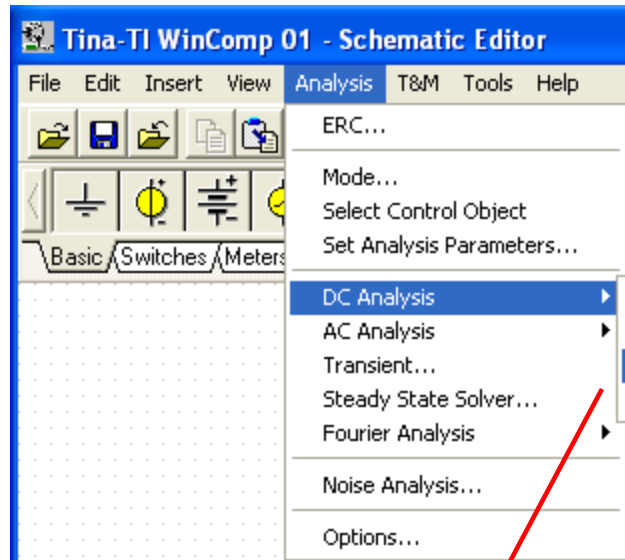 Tina-TI WinComp 01 - Schematic Editor
File Edit Insert View Analysis T&M Tools Help
ERC...
Mode...
Select Control Object
Set Analysis Parameters...
Basic Switches Meters
DC Analysis
AC Analysis
Transient...
Steady State Solver...
Fourier Analysis
Noise Analysis...
Options...